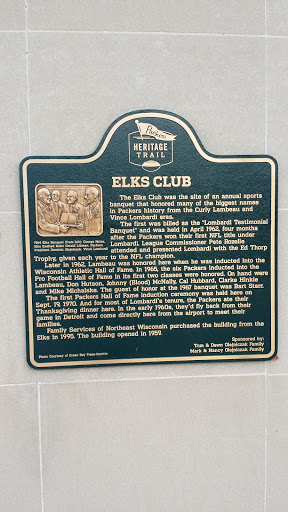 Packers
HERITAGE
TRAIL
ELKS CLUB
The Elks Club was the site of an annual sports
banquet that honored many of the biggest names
in Packers history from the Curly Lambeau and
Vince Lombardi eras.
The first was billed as the "Lombardi Testimonial
Banquet" and was held in April 1962, four months
after the Packers won their first NFL title under
Lombardi. League Commissioner Pete Rozelle
attended and presented Lombardi with the Ed Thorp
Trophy, given each year to the NFL champion.
Later in 1962, Lambeau was honored here when he was inducted into the
Wisconsin Athletic Hall of Fame. In 1965, the six Packers inducted into the
Pro Football Hall of Fame in its first two classes were honored. On hand were
Lambeau, Don Hutson, Johnny (Blood) McNally, Cal Hubbard, Clarke Hinkle
and Mike Michalske. The guest of honor at the 1967 banquet was Bart Starr.
The first Packers Hall of Fame induction ceremony was held here on
Sept. 19, 1970. And for most of Lombardi's tenure, the Packers ate their
Thanksgiving dinner here. In the early 1960s, they'd fly back from their
game in Detroit and come directly here from the airport to meet their
families.
Family Services of Northeast Wisconsin purchased the building from the
Elks in 1995. The building opened in 1959.
Photo Courtesy of Green Bay Press-Gazette
Sponsored by:
Tom & Dawn Olejniczak Family
Mark & Nancy Olejniczak Family